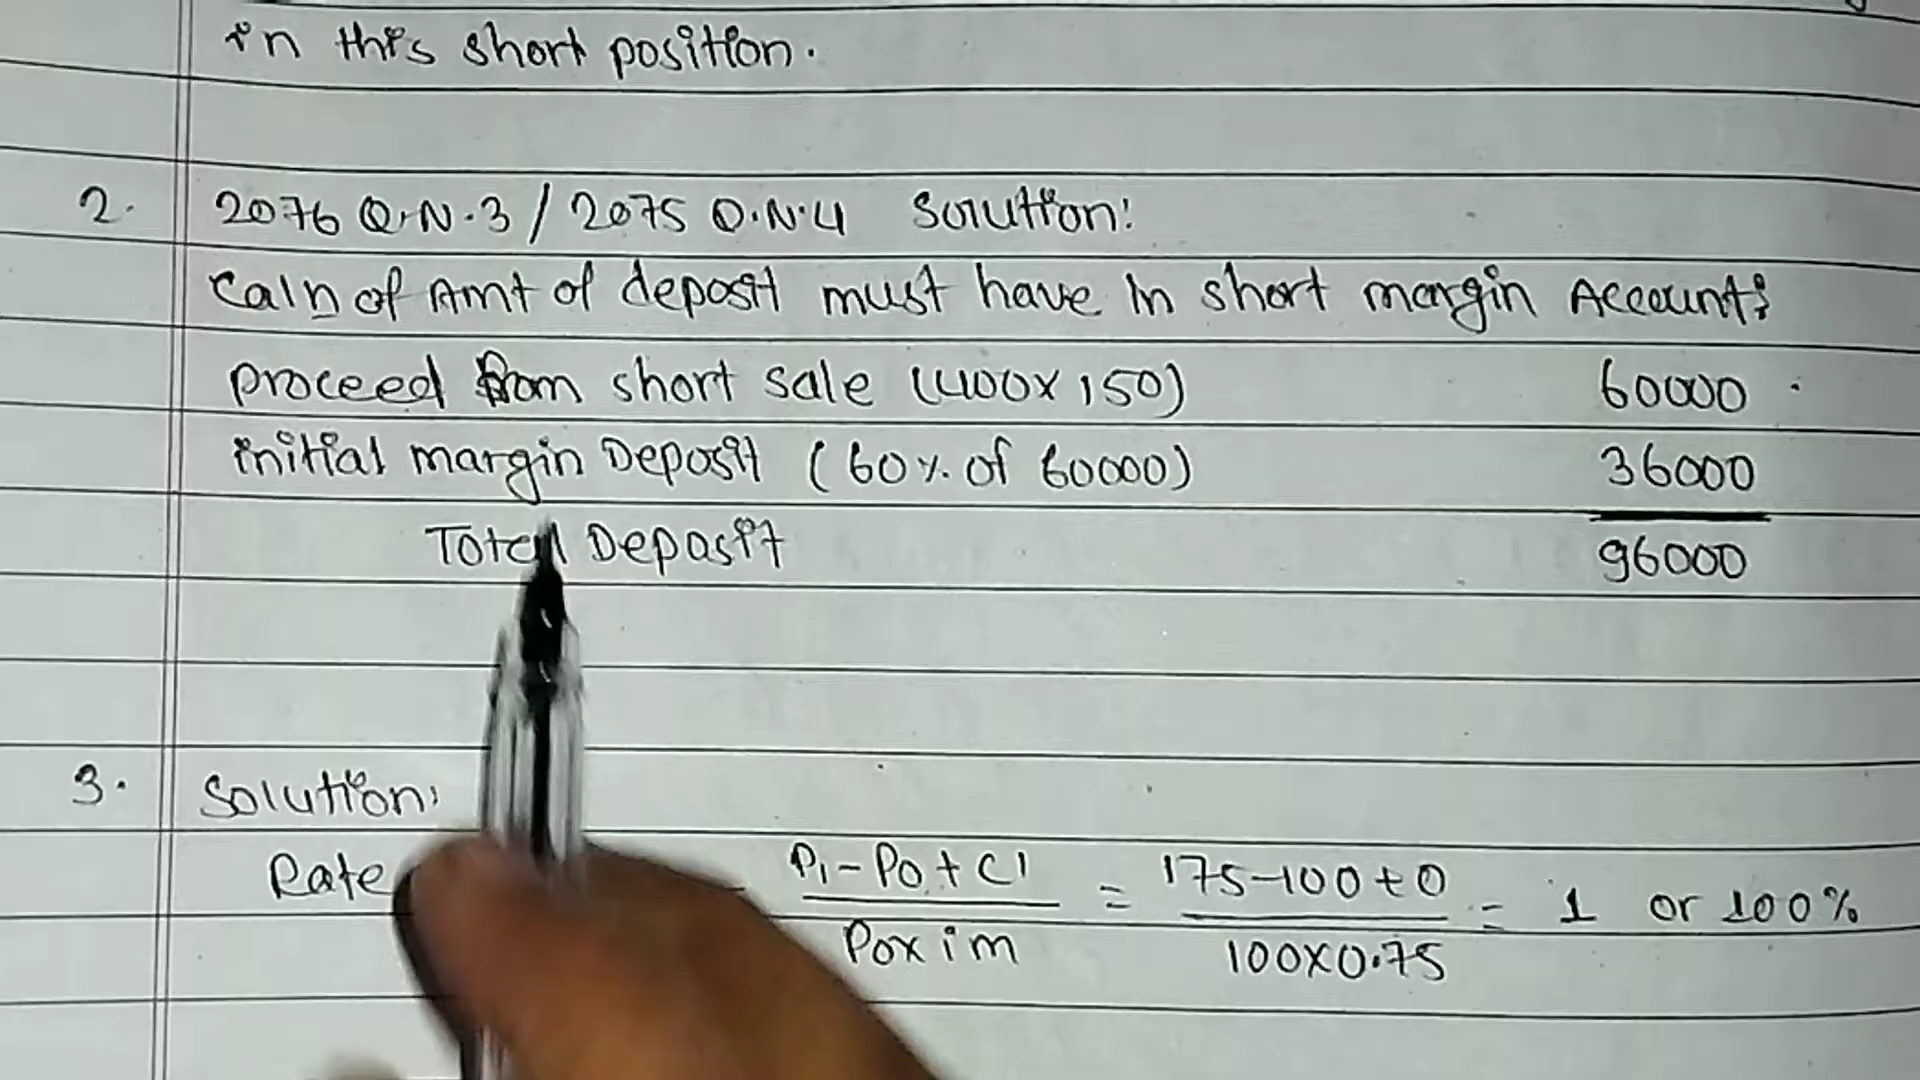 in this short position.
2. 2076 Q.N.3 / 2075 Q.N.4 Solution:
Caln of Amt of deposit must have in short margin Account:
proceed from short sale (400x150) 60000
initial margin Deposit (60% of 60000) 36000
Total Deposit 96000
3. Solution:
Rate = P1-P0+C1 / P0xim = 175-100+0 / 100x0.75 = 1 or 100%